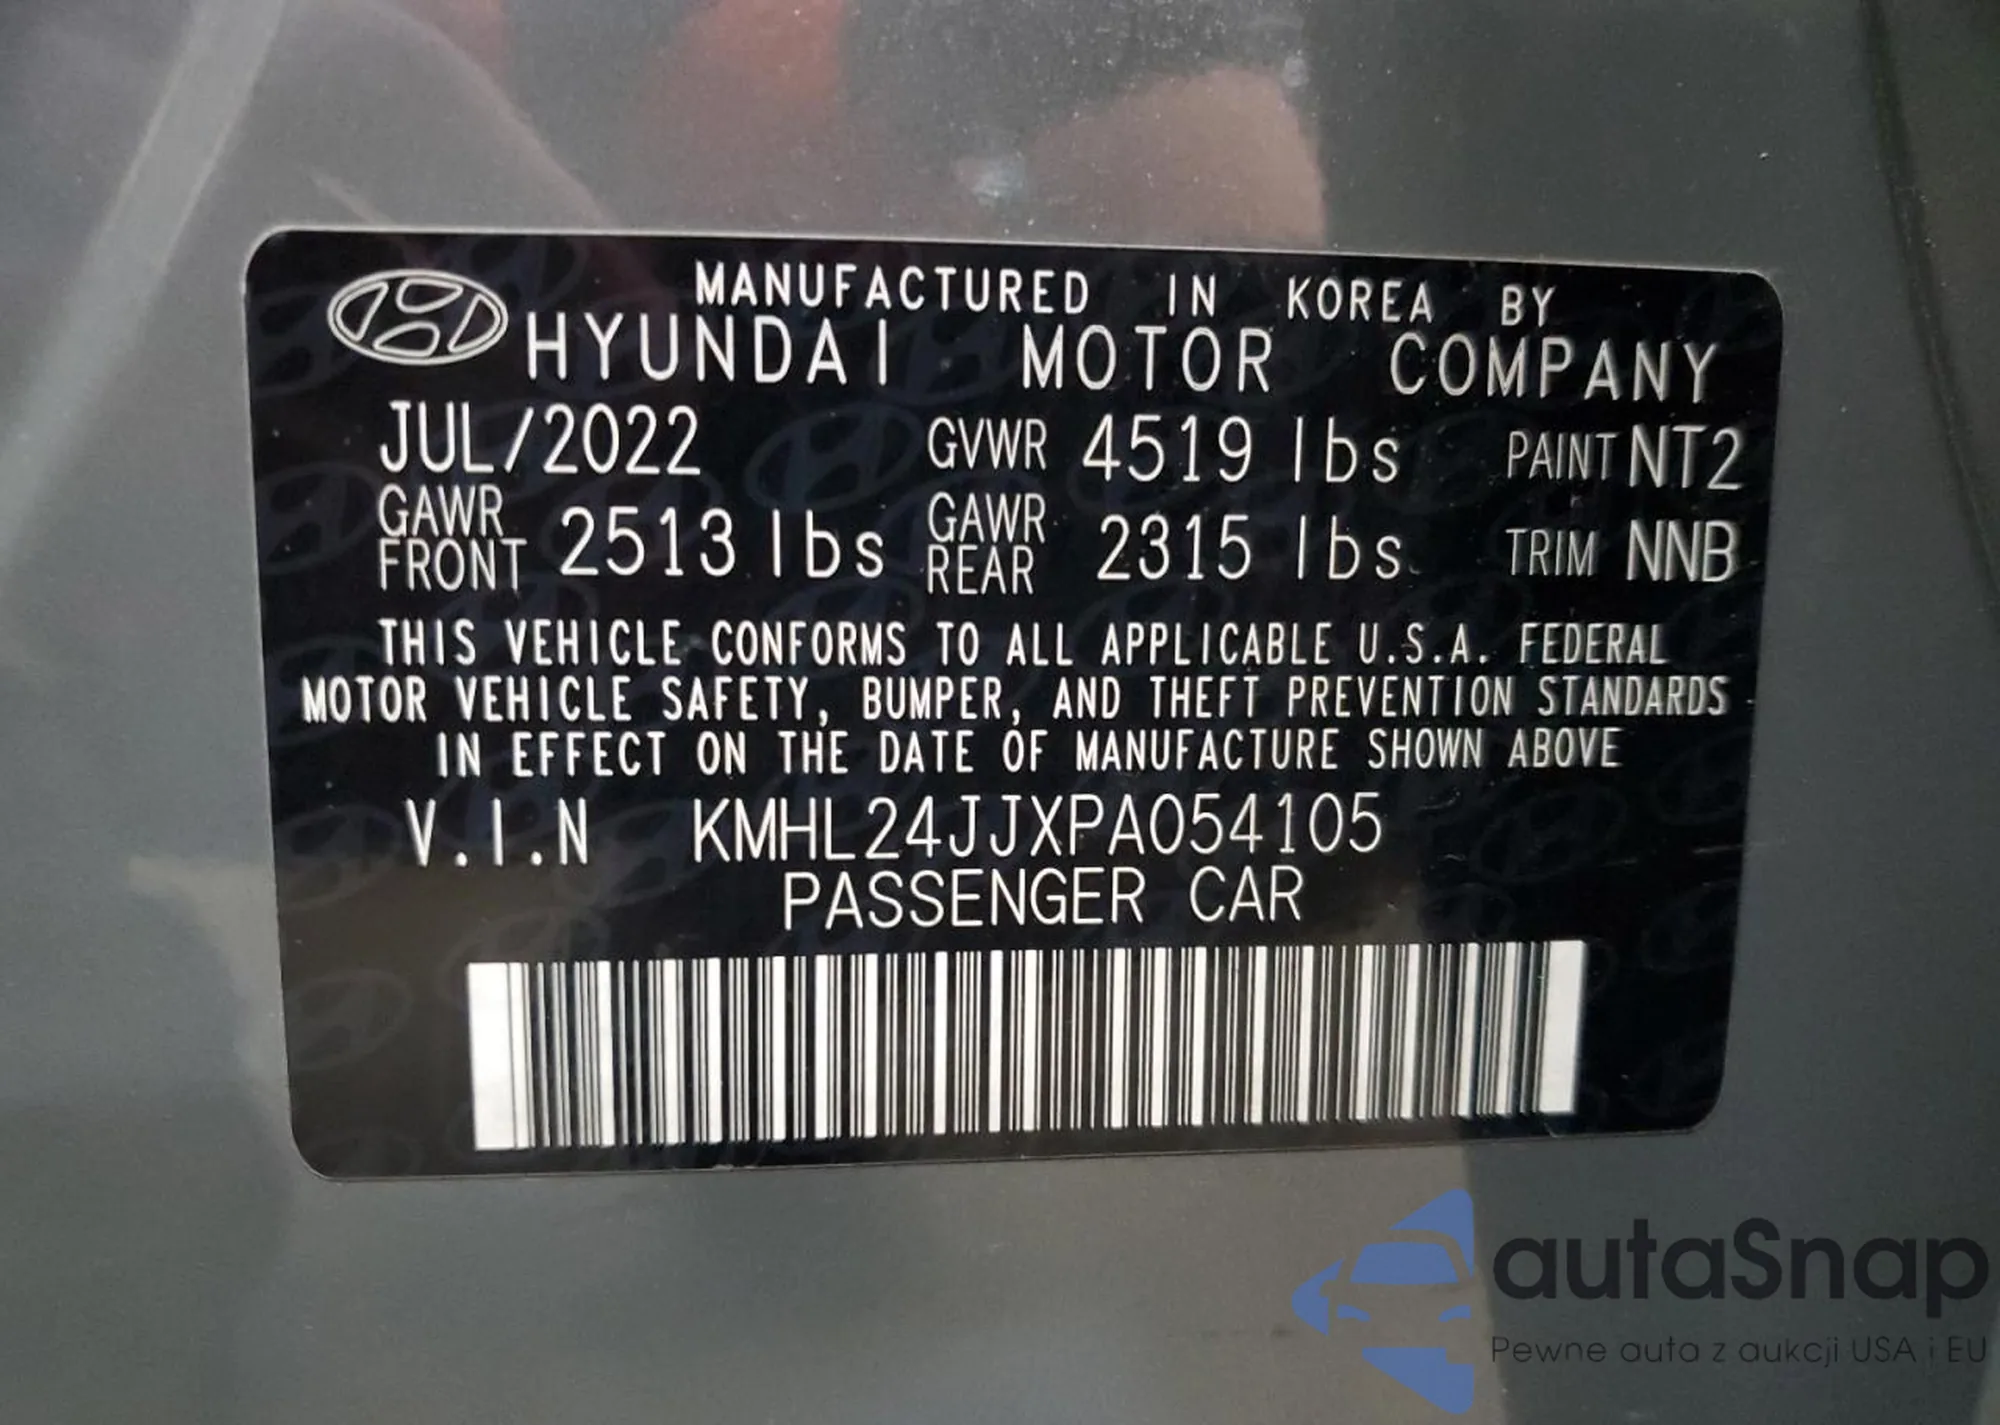 MANUFACTURED IN KOREA BY
HYUNDAI MOTOR COMPANY
JUL/2022 GVWR 4519 lbs PAINT NT2
GAWR FRONT 2513 lbs GAWR REAR 2315 lbs TRIM NNB
THIS VEHICLE CONFORMS TO ALL APPLICABLE U.S.A. FEDERAL
MOTOR VEHICLE SAFETY, BUMPER, AND THEFT PREVENTION STANDARDS
IN EFFECT ON THE DATE OF MANUFACTURE SHOWN ABOVE
V.I.N KMHL24JJXPA054105
PASSENGER CAR
autaSnap
Pewne auta z aukcji USA i EU